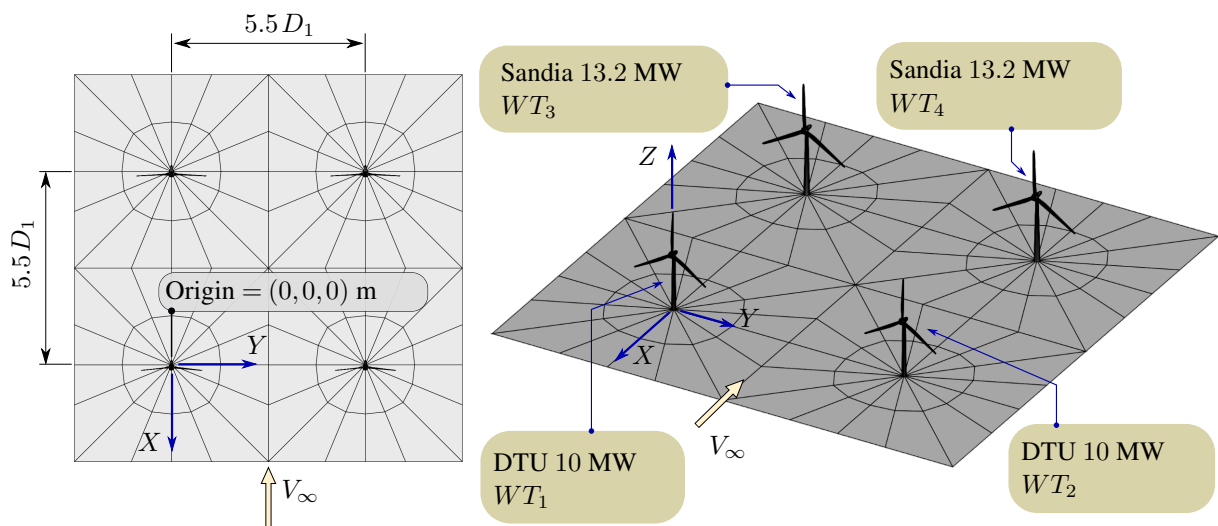 5.5 D₁
5.5 D₁
Origin = (0,0,0) m
Y
X
V∞
Sandia 13.2 MW
WT₃
Sandia 13.2 MW
WT₄
Z
Y
X
V∞
DTU 10 MW
WT₁
DTU 10 MW
WT₂